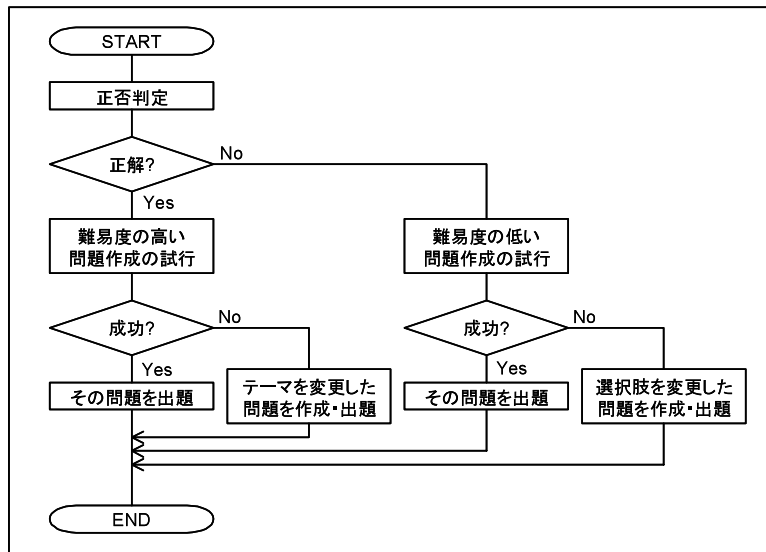 START
正否判定
正解?
No
Yes
難易度の高い
問題作成の試行
難易度の低い
問題作成の試行
成功?
No
Yes
成功?
No
Yes
その問題を出題
テーマを変更した
問題を作成・出題
その問題を出題
選択肢を変更した
問題を作成・出題
END